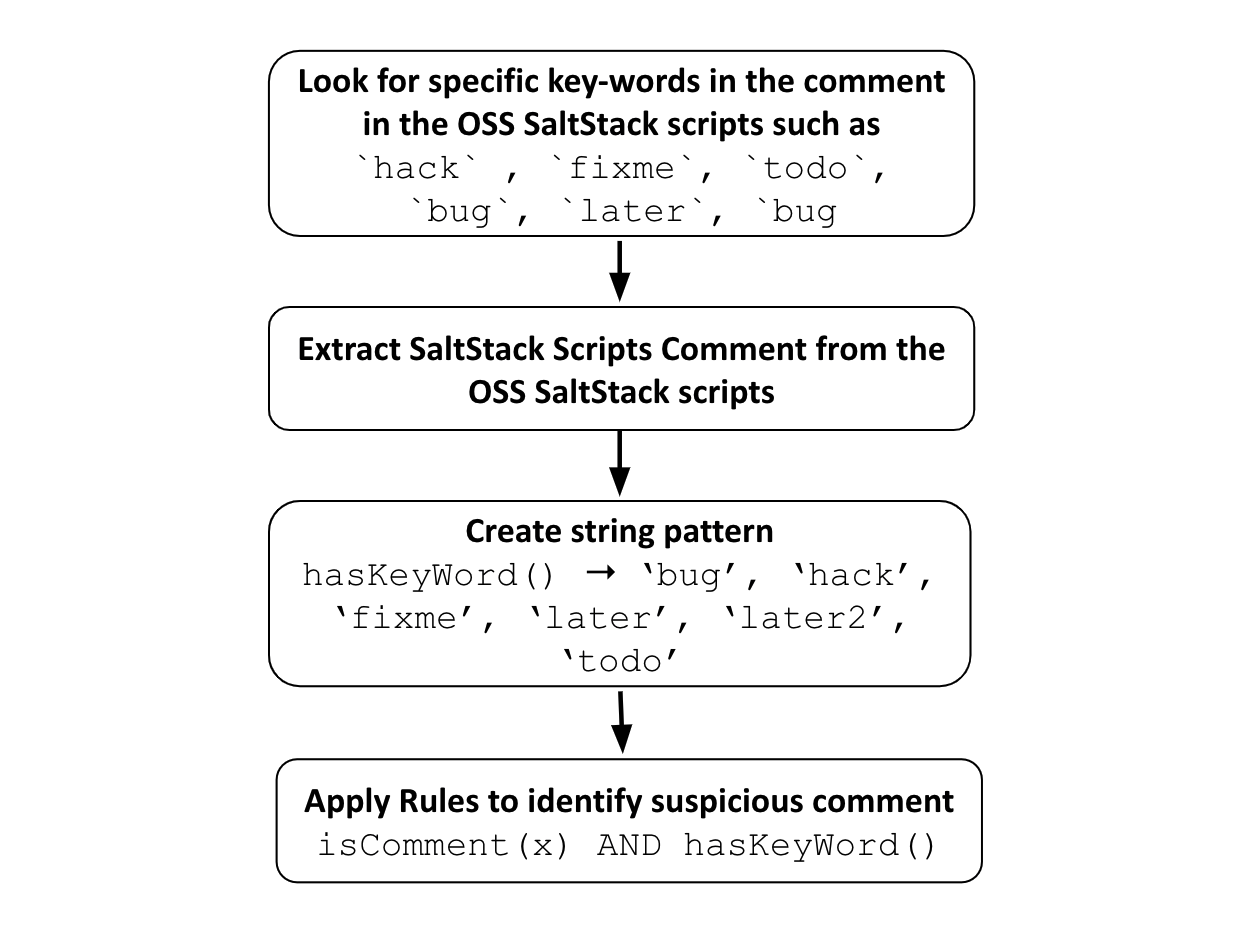 Look for specific key-words in the comment
in the OSS SaltStack scripts such as
`hack` , `fixme`, `todo`,
`bug`, `later`, `bug
Extract SaltStack Scripts Comment from the
OSS SaltStack scripts
Create string pattern
hasKeyWord() → ‘bug’, ‘hack’,
‘fixme’, ‘later’, ‘later2’,
‘todo’
Apply Rules to identify suspicious comment
isComment(x) AND hasKeyWord()